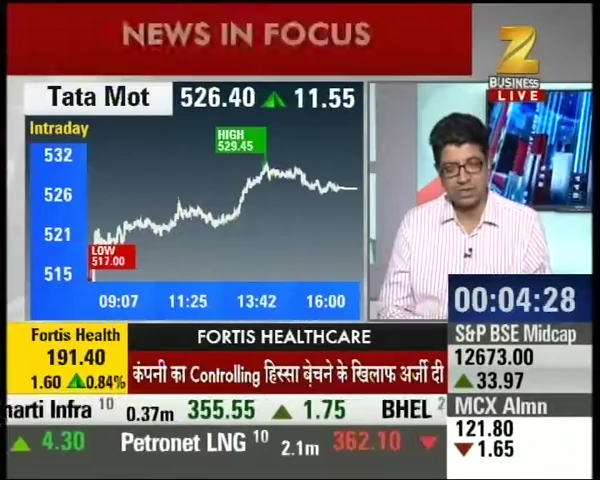 NEWS IN FOCUS
Z
BUSINESS
LIVE
Tata Mot 526.40 11.55
Intraday
532
526
521
515
HIGH
529.45
LOW
517.00
09:07 11:25 13:42 16:00
00:04:28
Fortis Health
191.40
1.60 0.84%
FORTIS HEALTHCARE
कंपनी का Controlling हिस्सा बेचने के खिलाफ अर्जी दी
S&P BSE Midcap
12673.00
33.97
arti Infra 10 0.37m 355.55 1.75 BHEL 2
MCX Almn
121.80
1.65
4.30 Petronet LNG 10 2.1m 362.10